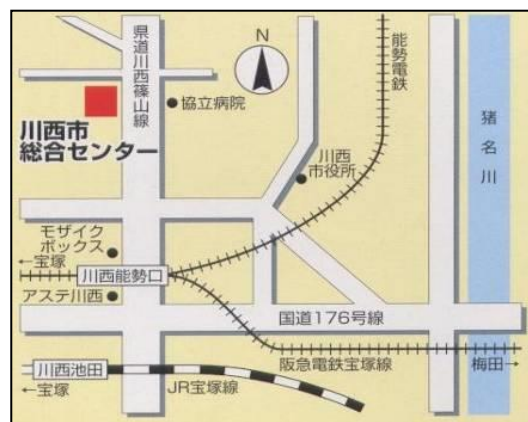 N
県道川西篠山線
能勢電鉄
協立病院
猪名川
川西市
総合センター
川西
市役所
モザイク
ボックス
←宝塚
川西能勢口
アステ川西
国道176号線
阪急電鉄宝塚線
梅田→
川西池田
←宝塚
JR宝塚線